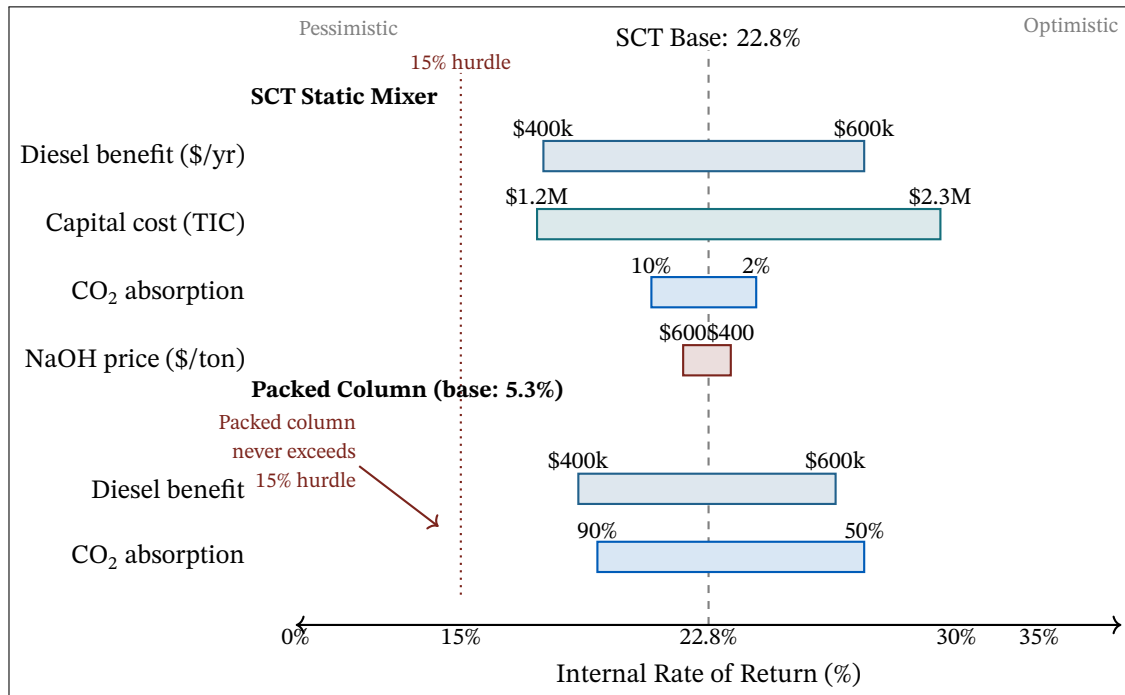 Pessimistic
Optimistic
SCT Base: 22.8%
15% hurdle
SCT Static Mixer
$400k
$600k
Diesel benefit ($/yr)
$1.2M
$2.3M
Capital cost (TIC)
10%
2%
CO₂ absorption
$600
$400
NaOH price ($/ton)
Packed Column (base: 5.3%)
Packed column
never exceeds
15% hurdle
$400k
$600k
Diesel benefit
90%
50%
CO₂ absorption
0%
15%
22.8%
30%
35%
Internal Rate of Return (%)